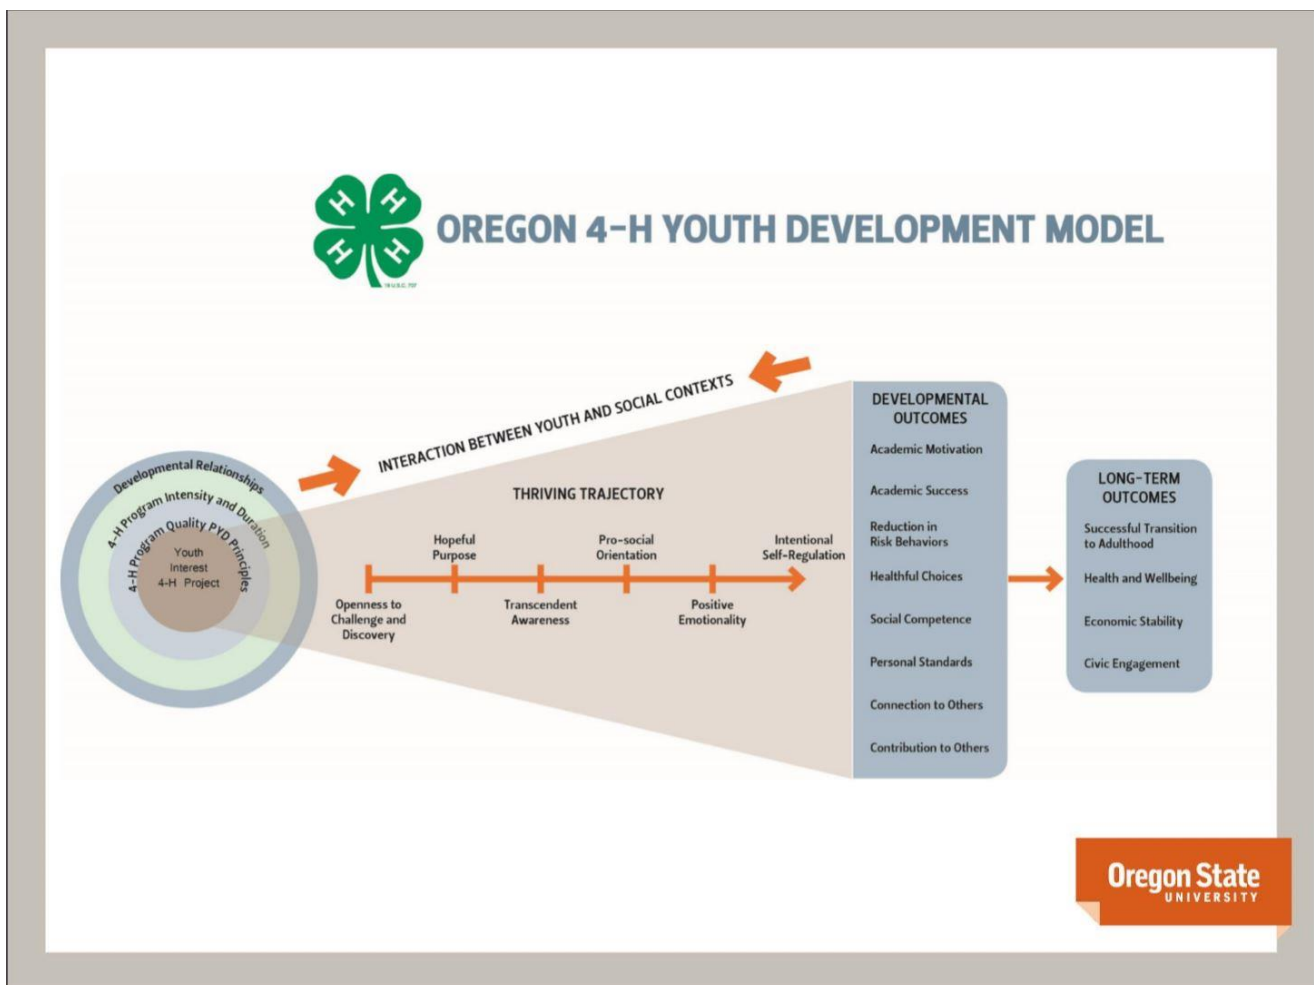 H
H
H
H
18 U.S.C. 707
OREGON 4-H YOUTH DEVELOPMENT MODEL
INTERACTION BETWEEN YOUTH AND SOCIAL CONTEXTS
Developmental Relationships
4-H Program Intensity and Duration
4-H Program Quality PYD Principles
Youth
Interest
4-H Project
THRIVING TRAJECTORY
Openness to
Challenge and
Discovery
Hopeful
Purpose
Transcendent
Awareness
Pro-social
Orientation
Positive
Emotionality
Intentional
Self-Regulation
DEVELOPMENTAL
OUTCOMES
Academic Motivation
Academic Success
Reduction in
Risk Behaviors
Healthful Choices
Social Competence
Personal Standards
Connection to Others
Contribution to Others
LONG-TERM
OUTCOMES
Successful Transition
to Adulthood
Health and Wellbeing
Economic Stability
Civic Engagement
Oregon State
UNIVERSITY